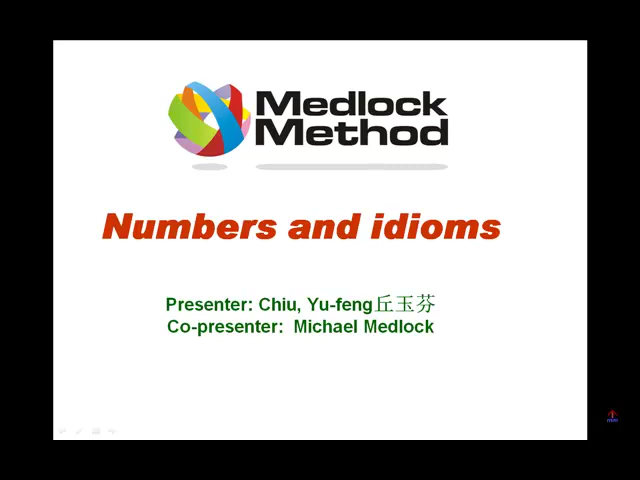 Medlock
Method
Numbers and idioms
Presenter: Chiu, Yu-feng丘玉芬
Co-presenter:  Michael Medlock